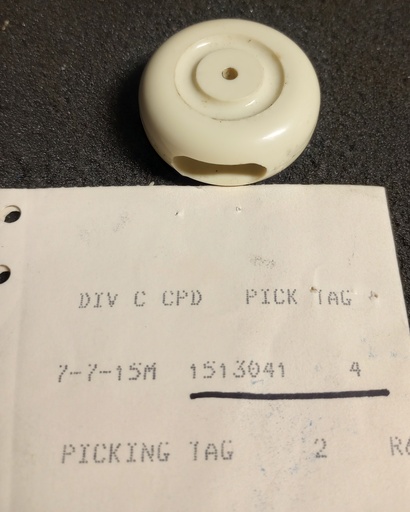 DIV C CPD PICK TAG
7-7-15M 1513041 4
PICKING TAG 2